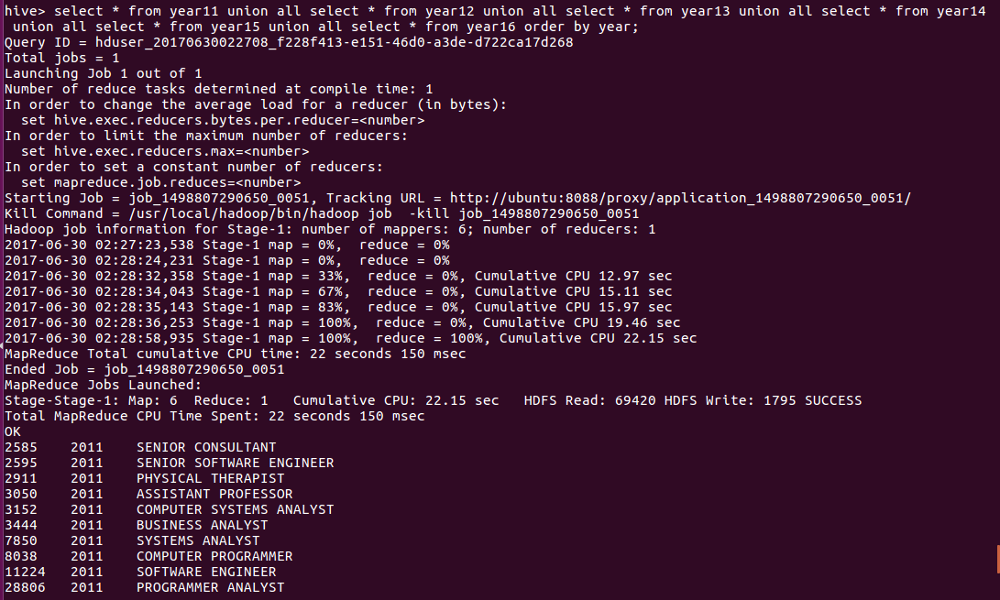 hive> select * from year11 union all select * from year12 union all select * from year13 union all select * from year14
 union all select * from year15 union all select * from year16 order by year;
Query ID = hduser_20170630022708_f228f413-e151-46d0-a3de-d722ca17d268
Total jobs = 1
Launching Job 1 out of 1
Number of reduce tasks determined at compile time: 1
In order to change the average load for a reducer (in bytes):
  set hive.exec.reducers.bytes.per.reducer=<number>
In order to limit the maximum number of reducers:
  set hive.exec.reducers.max=<number>
In order to set a constant number of reducers:
  set mapreduce.job.reduces=<number>
Starting Job = job_1498807290650_0051, Tracking URL = http://ubuntu:8088/proxy/application_1498807290650_0051/
Kill Command = /usr/local/hadoop/bin/hadoop job  -kill job_1498807290650_0051
Hadoop job information for Stage-1: number of mappers: 6; number of reducers: 1
2017-06-30 02:27:23,538 Stage-1 map = 0%,  reduce = 0%
2017-06-30 02:28:24,231 Stage-1 map = 0%,  reduce = 0%
2017-06-30 02:28:32,358 Stage-1 map = 33%,  reduce = 0%, Cumulative CPU 12.97 sec
2017-06-30 02:28:34,043 Stage-1 map = 67%,  reduce = 0%, Cumulative CPU 15.11 sec
2017-06-30 02:28:35,143 Stage-1 map = 83%,  reduce = 0%, Cumulative CPU 15.97 sec
2017-06-30 02:28:36,253 Stage-1 map = 100%,  reduce = 0%, Cumulative CPU 19.46 sec
2017-06-30 02:28:58,935 Stage-1 map = 100%,  reduce = 100%, Cumulative CPU 22.15 sec
MapReduce Total cumulative CPU time: 22 seconds 150 msec
Ended Job = job_1498807290650_0051
MapReduce Jobs Launched:
Stage-Stage-1: Map: 6  Reduce: 1   Cumulative CPU: 22.15 sec   HDFS Read: 69420 HDFS Write: 1795 SUCCESS
Total MapReduce CPU Time Spent: 22 seconds 150 msec
OK
2585    2011    SENIOR CONSULTANT
2595    2011    SENIOR SOFTWARE ENGINEER
2911    2011    PHYSICAL THERAPIST
3050    2011    ASSISTANT PROFESSOR
3152    2011    COMPUTER SYSTEMS ANALYST
3444    2011    BUSINESS ANALYST
7850    2011    SYSTEMS ANALYST
8038    2011    COMPUTER PROGRAMMER
11224   2011    SOFTWARE ENGINEER
28806   2011    PROGRAMMER ANALYST